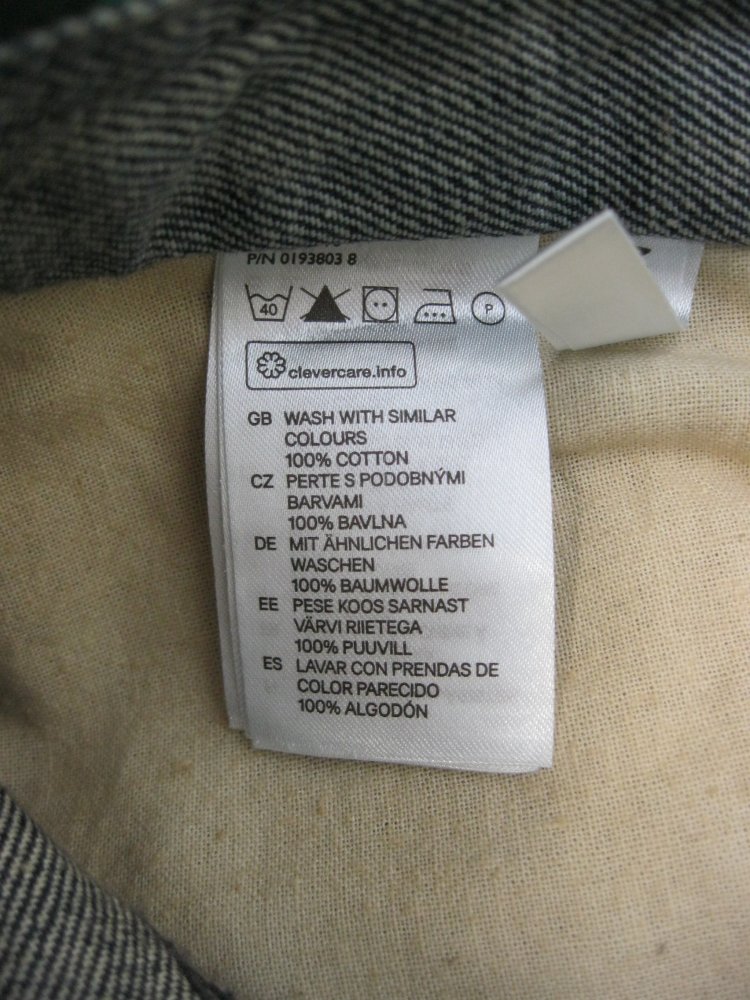 P/N 0193803 8
40
P
clevercare.info
GB WASH WITH SIMILAR
COLOURS
100% COTTON
CZ PERTE S PODOBNÝMI
BARVAMI
100% BAVLNA
DE MIT ÄHNLICHEN FARBEN
WASCHEN
100% BAUMWOLLE
EE PESE KOOS SARNAST
VÄRVI RIIETEGA
100% PUUVILL
ES LAVAR CON PRENDAS DE
COLOR PARECIDO
100% ALGODÓN